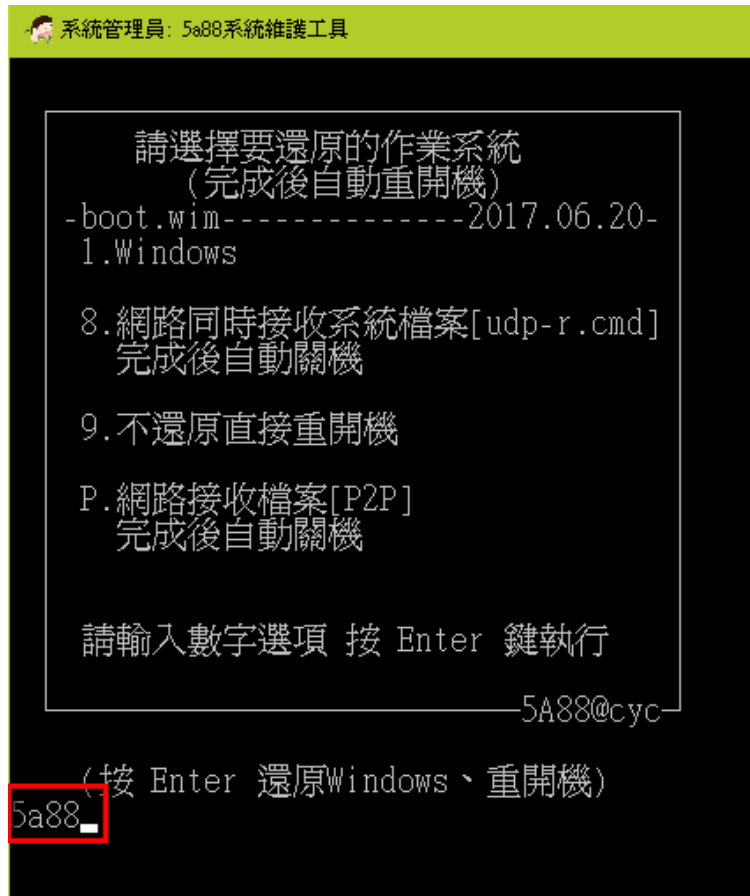 系統管理員: 5a88系統維護工具
請選擇要還原的作業系統
(完成後自動重開機)
-boot.wim--------------2017.06.20-
1.Windows
8.網路同時接收系統檔案[udp-r.cmd]
完成後自動關機
9.不還原直接重開機
P.網路接收檔案[P2P]
完成後自動關機
請輸入數字選項 按 Enter 鍵執行
5A88@cyc
(按 Enter 還原Windows、重開機)
5a88_